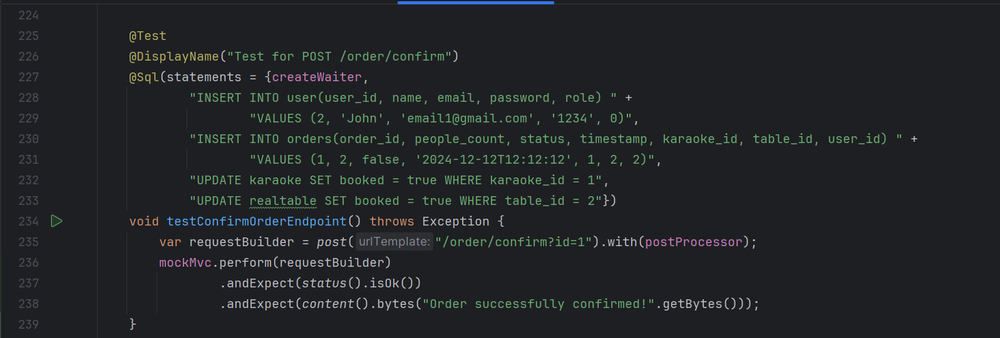 224
225 @Test
226 @DisplayName("Test for POST /order/confirm")
227 @Sql(statements = {createWaiter,
228 "INSERT INTO user(user_id, name, email, password, role) " +
229 "VALUES (2, 'John', 'email1@gmail.com', '1234', 0)",
230 "INSERT INTO orders(order_id, people_count, status, timestamp, karaoke_id, table_id, user_id) " +
231 "VALUES (1, 2, false, '2024-12-12T12:12:12', 1, 2, 2)",
232 "UPDATE karaoke SET booked = true WHERE karaoke_id = 1",
233 "UPDATE realtable SET booked = true WHERE table_id = 2"})
234 void testConfirmOrderEndpoint() throws Exception {
235 var requestBuilder = post( urlTemplate: "/order/confirm?id=1").with(postProcessor);
236 mockMvc.perform(requestBuilder)
237 .andExpect(status().isOk())
238 .andExpect(content().bytes("Order successfully confirmed!".getBytes()));
239 }